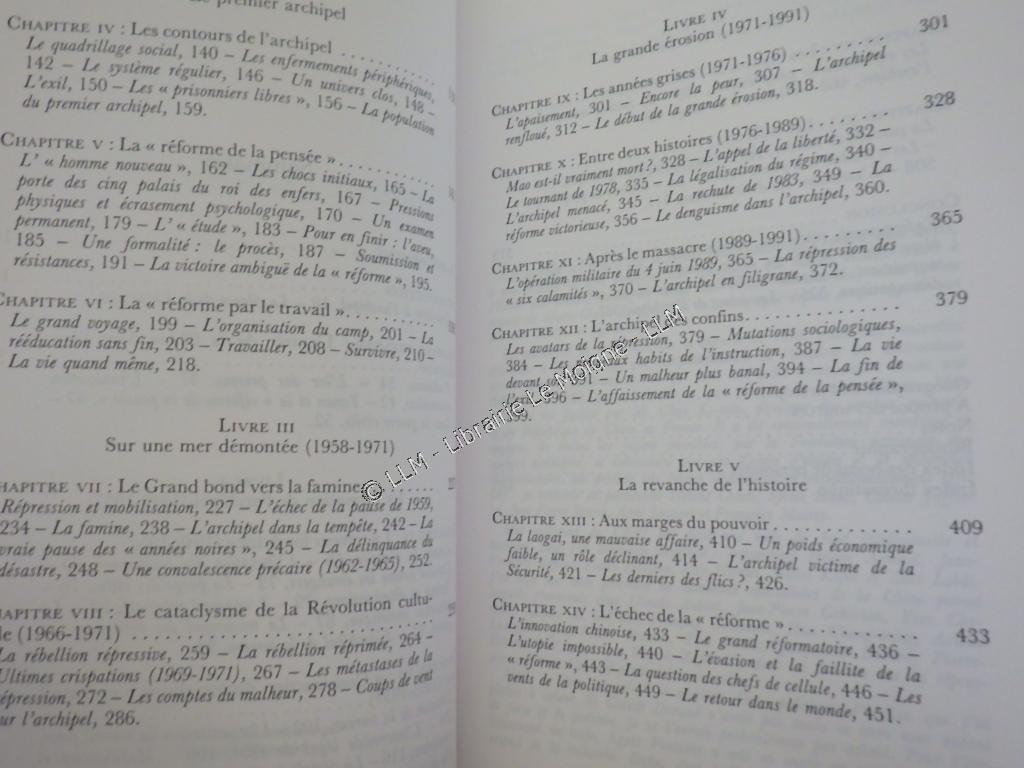 premier archipel
CHAPITRE IV : Les contours de l'archipel
Le quadrillage social, 140 – Les enfermements périphériques,
142 – Le système régulier, 146 – Un univers clos, 148 –
L'exil, 150 – Les « prisonniers libres », 156 – La population
du premier archipel, 159.
CHAPITRE V : La « réforme de la pensée » .........
L' « homme nouveau », 162 – Les chocs initiaux, 165 – La
porte des cinq palais du roi des enfers, 167 – Pressions
physiques et écrasement psychologique, 170 – Un examen
permanent, 179 – L' « étude », 183 – Pour en finir : l'aveu,
185 – Une formalité : le procès, 187 – Soumission et
résistances, 191 – La victoire ambiguë de la « réforme », 195.
CHAPITRE VI : La « réforme par le travail » .........
Le grand voyage, 199 – L'organisation du camp, 201 – La
rééducation sans fin, 203 – Travailler, 208 – Survivre, 210 –
La vie quand même, 218.
LIVRE III
Sur une mer démontée (1958-1971)
HAPITRE VII : Le Grand bond vers la famine ......
Répression et mobilisation, 227 – L'échec de la pause de 1959,
234 – La famine, 238 – L'archipel dans la tempête, 242 – La
vraie pause des « années noires », 245 – La délinquance du
désastre, 248 – Une convalescence précaire (1962-1965), 252.
HAPITRE VIII : Le cataclysme de la Révolution cultu-
le (1966-1971) .........................
La rébellion répressive, 259 – La rébellion réprimée, 264 –
Ultimes crispations (1969-1971), 267 – Les métastases de la
répression, 272 – Les comptes du malheur, 278 – Coups de vent
ur l'archipel, 286.
LIVRE IV
La grande érosion (1971-1991)
CHAPITRE IX : Les années grises (1971-1976) ......... 301
L'apaisement, 301 – Encore la peur, 307 – L'archipel
renfloué, 312 – Le début de la grande érosion, 318.
CHAPITRE X : Entre deux histoires (1976-1989) ........ 328
Mao est-il vraiment mort ?, 328 – L'appel de la liberté, 332 –
Le tournant de 1978, 335 – La légalisation du régime, 340 –
L'archipel menacé, 345 – La rechute de 1983, 349 – La
réforme victorieuse, 356 – Le denguisme dans l'archipel, 360.
CHAPITRE XI : Après le massacre (1989-1991) ......... 365
L'opération militaire du 4 juin 1989, 365 – La répression des
« six calamités », 370 – L'archipel en filigrane, 372.
CHAPITRE XII : L'archipel des confins ............. 379
Les avatars de la répression, 379 – Mutations sociologiques,
384 – Les nouveaux habits de l'instruction, 387 – La vie
devant soi, 391 – Un malheur plus banal, 394 – La fin de
l'exil, 396 – L'affaissement de la « réforme de la pensée »,
399.
LIVRE V
La revanche de l'histoire
CHAPITRE XIII : Aux marges du pouvoir ............. 409
La laogai, une mauvaise affaire, 410 – Un poids économique
faible, un rôle déclinant, 414 – L'archipel victime de la
Sécurité, 421 – Les derniers des flics ?, 426.
CHAPITRE XIV : L'échec de la « réforme » ............ 433
L'innovation chinoise, 433 – Le grand réformatoire, 436 –
L'utopie impossible, 440 – L'évasion et la faillite de la
« réforme », 443 – La question des chefs de cellule, 446 – Les
vents de la politique, 449 – Le retour dans le monde, 451.
© LLM - Librairie Le Moigne - LLM